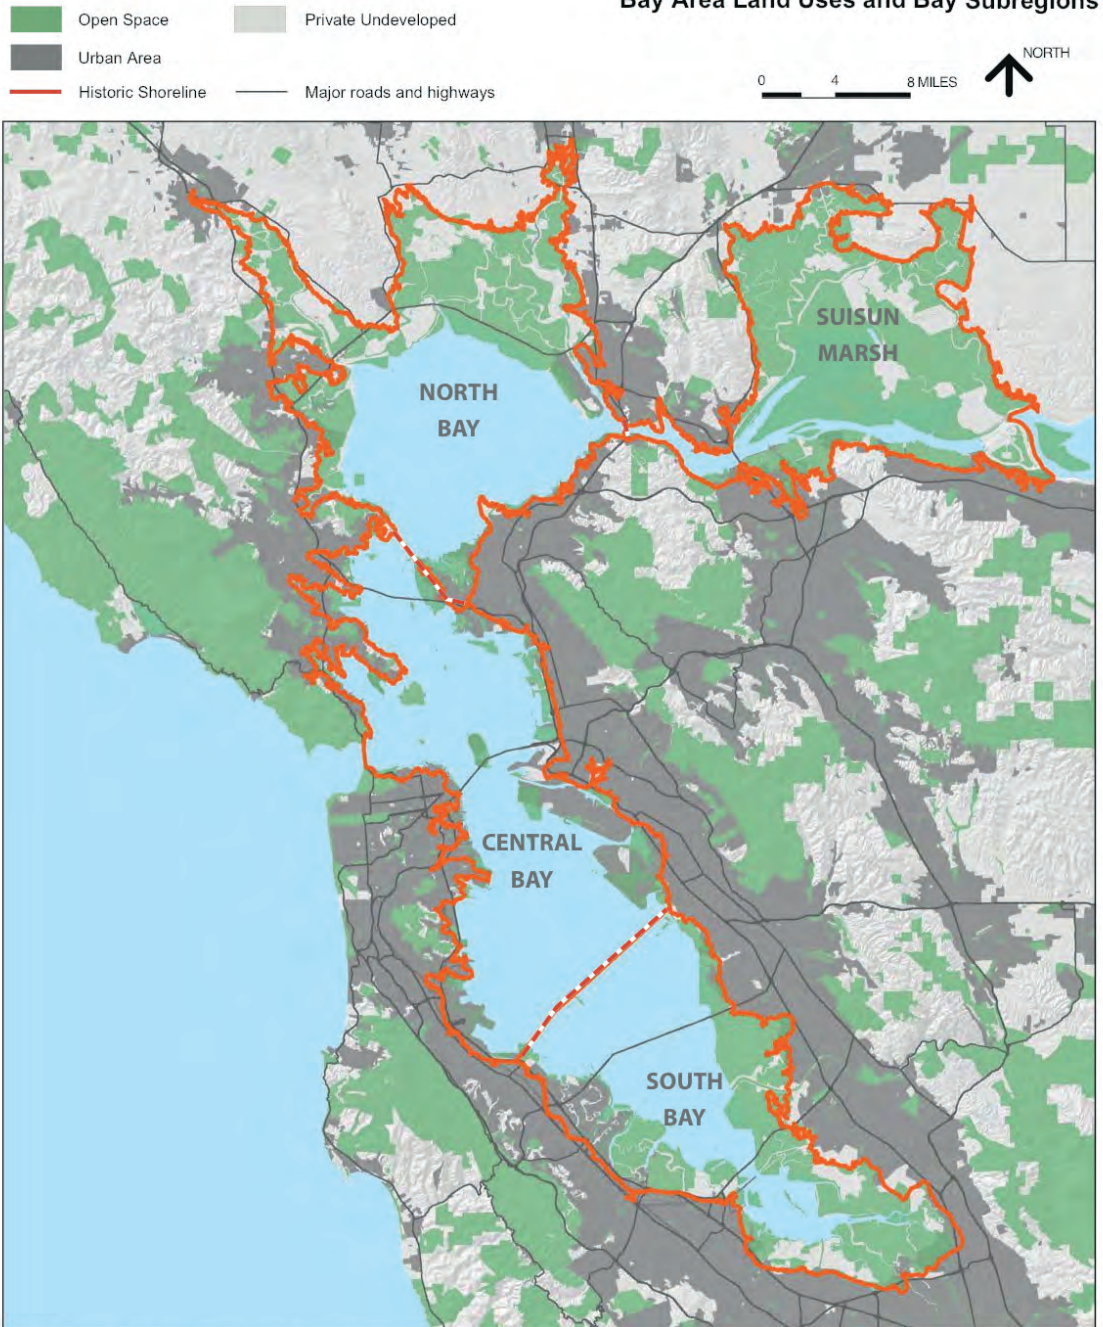 Bay Area Land Uses and Bay Subregions
Open Space
Private Undeveloped
Urban Area
Historic Shoreline
Major roads and highways
0 4 8 MILES
NORTH
SUISUN
MARSH
NORTH
BAY
CENTRAL
BAY
SOUTH
BAY